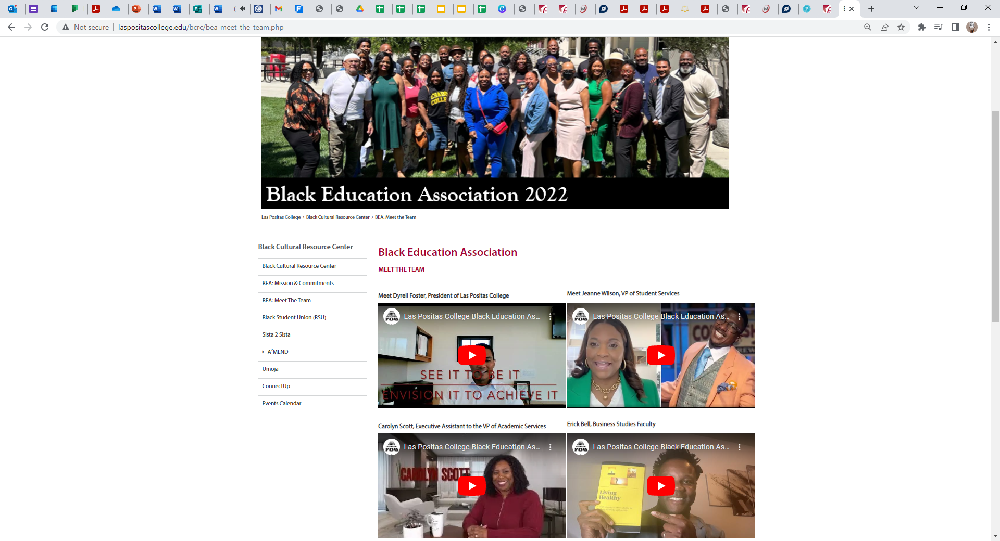 Not secure
laspositascollege.edu/bcrc/bea-meet-the-team.php
CHABOT
COLLE
Black Education Association 2022
Las Positas College > Black Cultural Resource Center > BEA: Meet the Team
Black Cultural Resource Center
Black Cultural Resource Center
BEA: Mission & Commitments
BEA: Meet The Team
Black Student Union (BSU)
Sista 2 Sista
A²MEND
Umoja
ConnectUp
Events Calendar
Black Education Association
MEET THE TEAM
Meet Dyrell Foster, President of Las Positas College
Las Positas College Black Education As...
SEE IT TO BE IT
ENVISION IT TO ACHIEVE IT
Meet Jeanne Wilson, VP of Student Services
Las Positas College Black Education As...
Carolyn Scott, Executive Assistant to the VP of Academic Services
Las Positas College Black Education As...
CAROLYN SCOTT
Erick Bell, Business Studies Faculty
Las Positas College Black Education As...
Living
Healthy